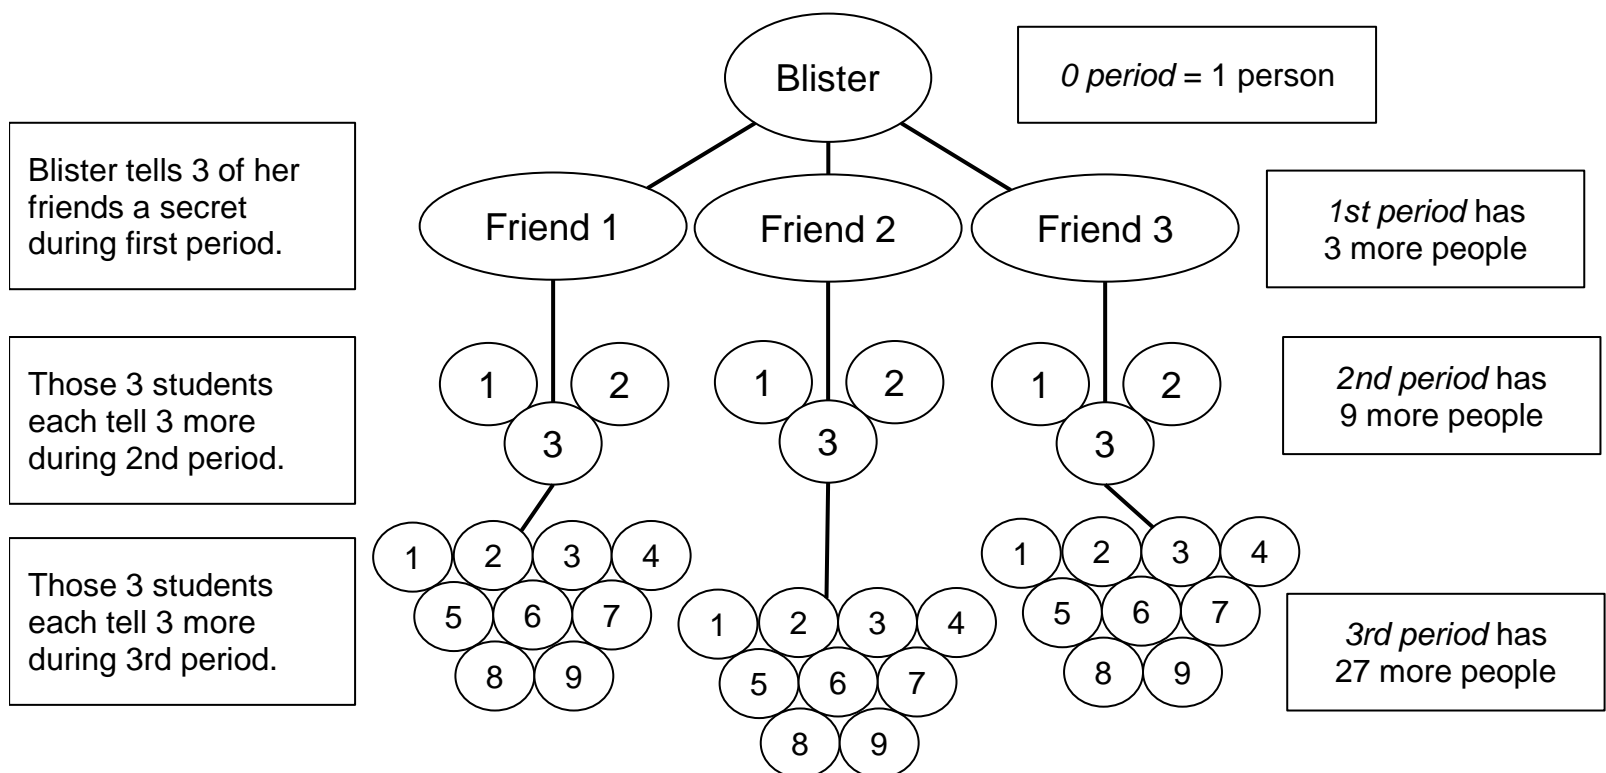 Blister
0 period = 1 person
Blister tells 3 of her
friends a secret
during first period.
Friend 1
Friend 2
Friend 3
1st period has
3 more people
Those 3 students
each tell 3 more
during 2nd period.
1 2
3
1 2
3
1 2
3
2nd period has
9 more people
Those 3 students
each tell 3 more
during 3rd period.
1 2 3 4
5 6 7
8 9
1 2 3 4
5 6 7
8 9
1 2 3 4
5 6 7
8 9
3rd period has
27 more people